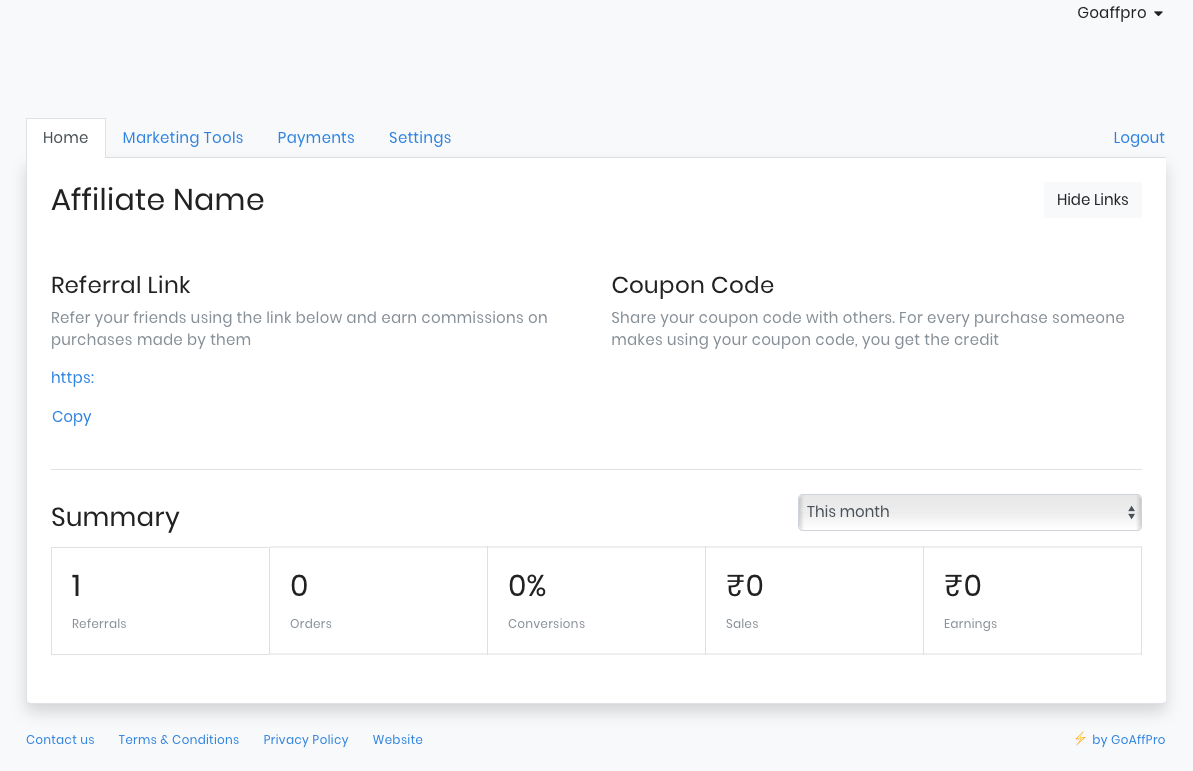 Goaffpro
Home Marketing Tools Payments Settings Logout
Affiliate Name Hide Links
Referral Link
Refer your friends using the link below and earn commissions on
purchases made by them
https:
Copy
Coupon Code
Share your coupon code with others. For every purchase someone
makes using your coupon code, you get the credit
Summary This month
1 0 0% ₹0 ₹0
Referrals Orders Conversions Sales Earnings
Contact us Terms & Conditions Privacy Policy Website ⚡ by GoAffPro